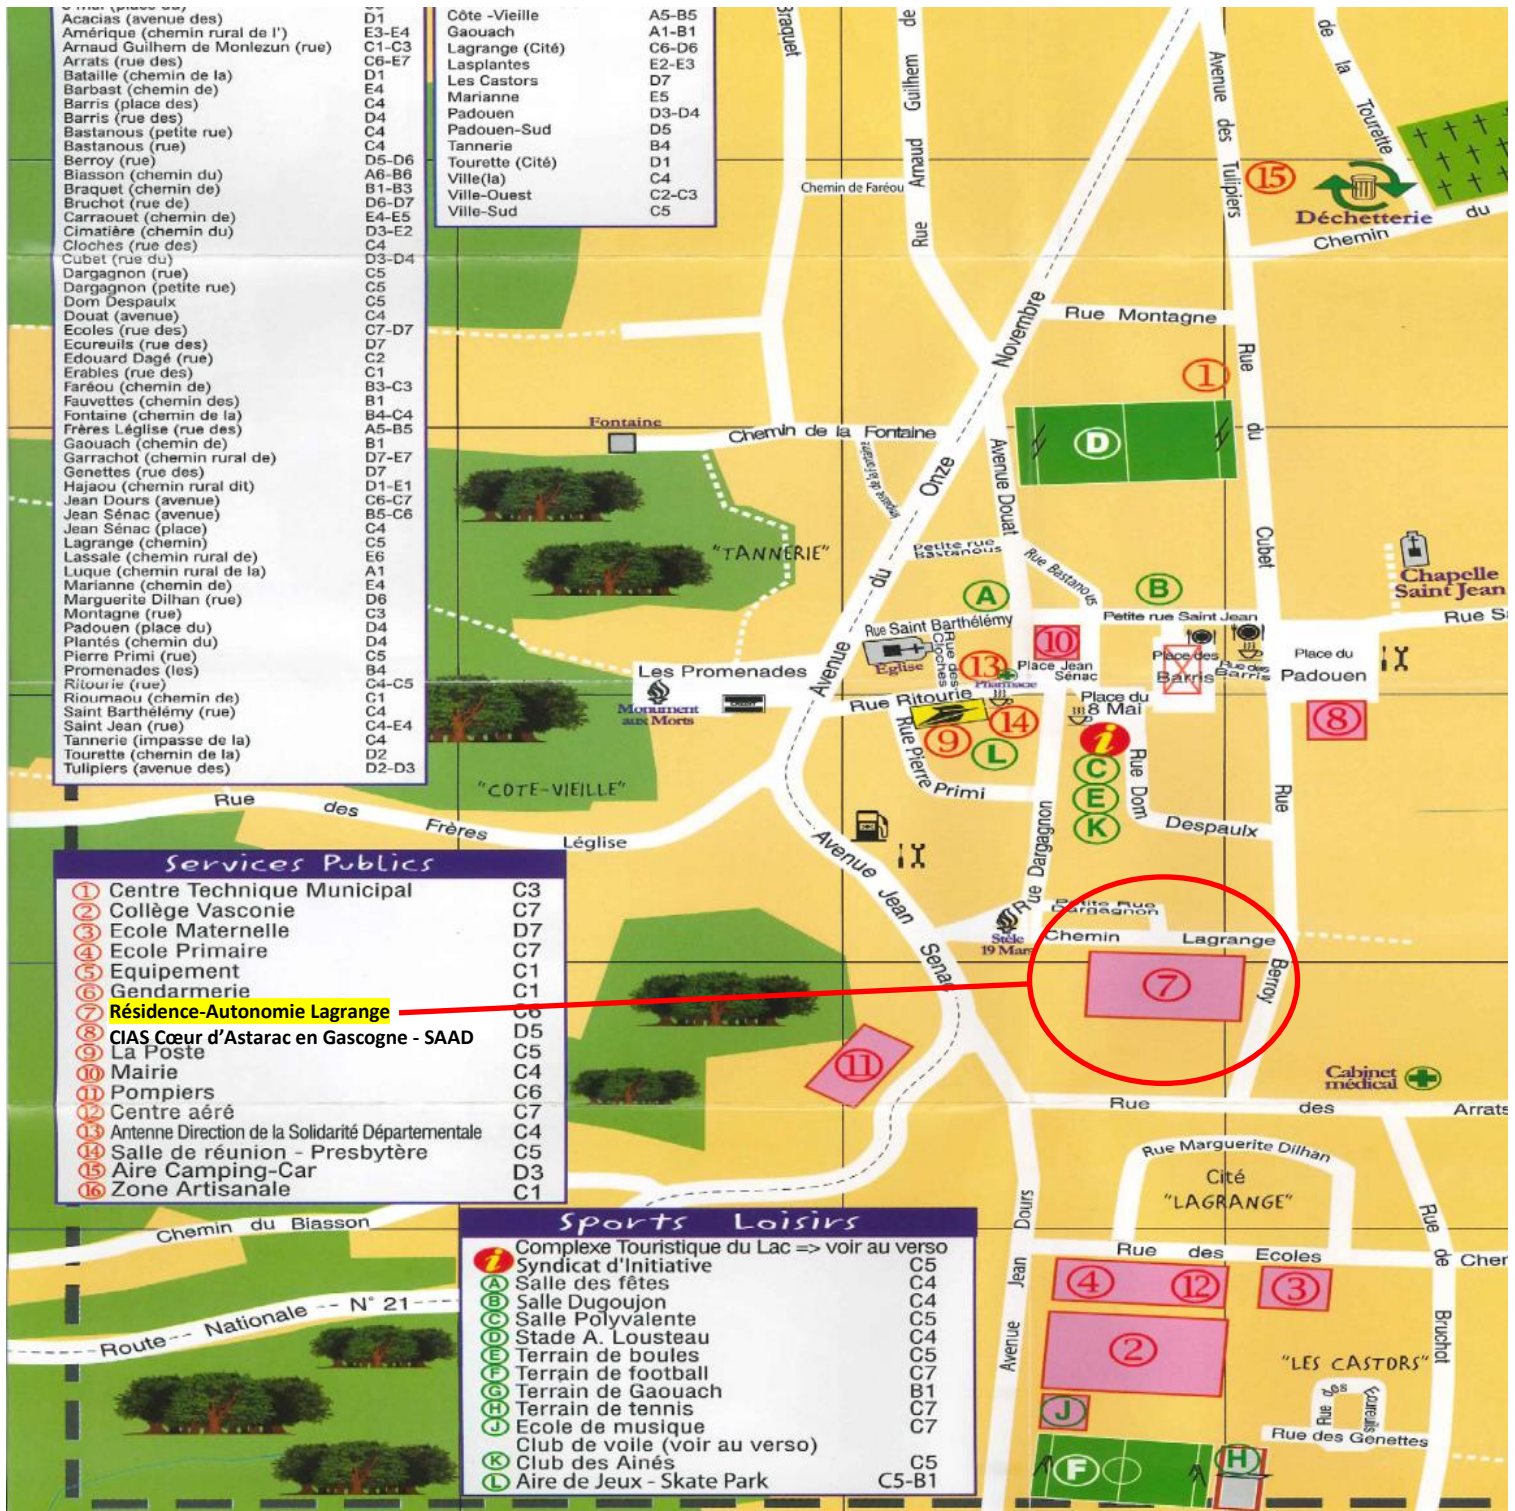 Acacias (avenue des) D1
Amérique (chemin rural de l') E3-E4
Arnaud Guilhem de Monlezun (rue) C1-C3
Arrats (rue des) C6-E7
Bataille (chemin de la) D1
Barbast (chemin de) E4
Barris (place des) C4
Barris (rue des) D4
Bastanous (petite rue) C4
Bastanous (rue) C4
Berroy (rue) D5-D6
Biasson (chemin du) A6-B6
Braquet (chemin de) B1-B3
Bruchot (rue de) D6-D7
Carraouet (chemin de) E4-E5
Cimatière (chemin du) D3-E2
Cloches (rue des) C4
Cubet (rue du) D3-D4
Dargagnon (rue) C5
Dargagnon (petite rue) C5
Dom Despaulx C5
Douat (avenue) C4
Ecoles (rue des) C7-D7
Ecureuils (rue des) D7
Edouard Dagé (rue) C2
Erables (rue des) C1
Faréou (chemin de) B3-C3
Fauvettes (chemin des) B1
Fontaine (chemin de la) B4-C4
Frères Léglise (rue des) A5-B5
Gaouach (chemin de) B1
Garrachot (chemin rural de) D7-E7
Genettes (rue des) D7
Hajaou (chemin rural dit) D1-E1
Jean Dours (avenue) C6-C7
Jean Sénac (avenue) B5-C6
Jean Sénac (place) C4
Lagrange (chemin) C5
Lassale (chemin rural de) E6
Luque (chemin rural de la) A1
Marianne (chemin de) E4
Marguerite Dilhan (rue) D6
Montagne (rue) C3
Padouen (place du) D4
Plantés (chemin du) D4
Pierre Primi (rue) C5
Promenades (les) B4
Ritourie (rue) C4-C5
Rioumaou (chemin de) C1
Saint Barthélémy (rue) C4
Saint Jean (rue) C4-E4
Tannerie (impasse de la) C4
Tourette (chemin de la) D2
Tulipiers (avenue des) D2-D3
Côte -Vieille A5-B5
Gaouach A1-B1
Lagrange (Cité) C6-D6
Lasplantes E2-E3
Les Castors D7
Marianne E5
Padouen D3-D4
Padouen-Sud D5
Tannerie B4
Tourette (Cité) D1
Ville(la) C4
Ville-Ouest C2-C3
Ville-Sud C5
Braquet
Chemin de Faréou
Rue Arnaud Guilhem de
Avenue des Tulipiers
de la Tourette
15
Déchetterie
Chemin du
Rue Montagne
1
Rue du Cubet
Fontaine
Chemin de la Fontaine
Impasse de la Fontaine
Avenue du Onze Novembre
Avenue Douat
D
"TANNERIE"
Petite rue
Bastanous
Rue Bastanous
A
B
Chapelle
Saint Jean
Rue Saint Barthélémy
Petite rue Saint Jean
Rue S
Eglise
Rue des
Cloches
10
13
Pharmacie
Place Jean
Sénac
Place des
Barris
Rue des
Barris
Place du
Padouen
Les Promenades
Monument
aux Morts
Rue Ritourie
Place du
8 Mai
8
9
14
L
Rue Pierre
Primi
i
C
E
K
Rue Dom
Despaulx
Rue
"COTE-VIEILLE"
Rue des Frères Léglise
Avenue Jean Senac
Rue Dargagnon
Petite Rue
Dargagnon
Stèle
19 Mars
Chemin Lagrange
7
Berroy
Services Publics
1 Centre Technique Municipal C3
2 Collège Vasconie C7
3 Ecole Maternelle D7
4 Ecole Primaire C7
5 Equipement C1
6 Gendarmerie C1
7 Résidence-Autonomie Lagrange C6
8 CIAS Cœur d'Astarac en Gascogne - SAAD D5
9 La Poste C5
10 Mairie C4
11 Pompiers C6
12 Centre aéré C7
13 Antenne Direction de la Solidarité Départementale C4
14 Salle de réunion - Presbytère C5
15 Aire Camping-Car D3
16 Zone Artisanale C1
11
Cabinet
médical
Rue des Arrats
Rue Marguerite Dilhan
Cité
"LAGRANGE"
Chemin du Biasson
Route Nationale N° 21
Avenue Jean Dours
Rue des Ecoles
Cher
Rue de Bruchot
4
12
3
2
"LES CASTORS"
J
Rue des
Ecureuils
Rue des Genettes
F
H
Sports Loisirs
Complexe Touristique du Lac => voir au verso
i Syndicat d'Initiative C5
A Salle des fêtes C4
B Salle Dugoujon C4
C Salle Polyvalente C5
D Stade A. Lousteau C4
E Terrain de boules C5
F Terrain de football C7
G Terrain de Gaouach B1
H Terrain de tennis C7
J Ecole de musique C7
Club de voile (voir au verso)
K Club des Ainés C5
L Aire de Jeux - Skate Park C5-B1